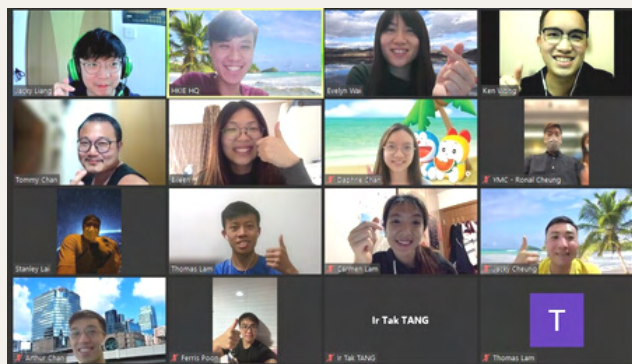 Jacky Liang
HKIE HQ
Evelyn Wai
Ken Wong
Tommy Chan
Eileen
Daphne Chan
YMC - Ronal Cheung
Stanley Lai
Thomas Lam
Carmen Lam
Jacky Cheung
Arthur Chan
Ferris Poon
Ir Tak TANG
Ir Tak TANG
T
Thomas Lam